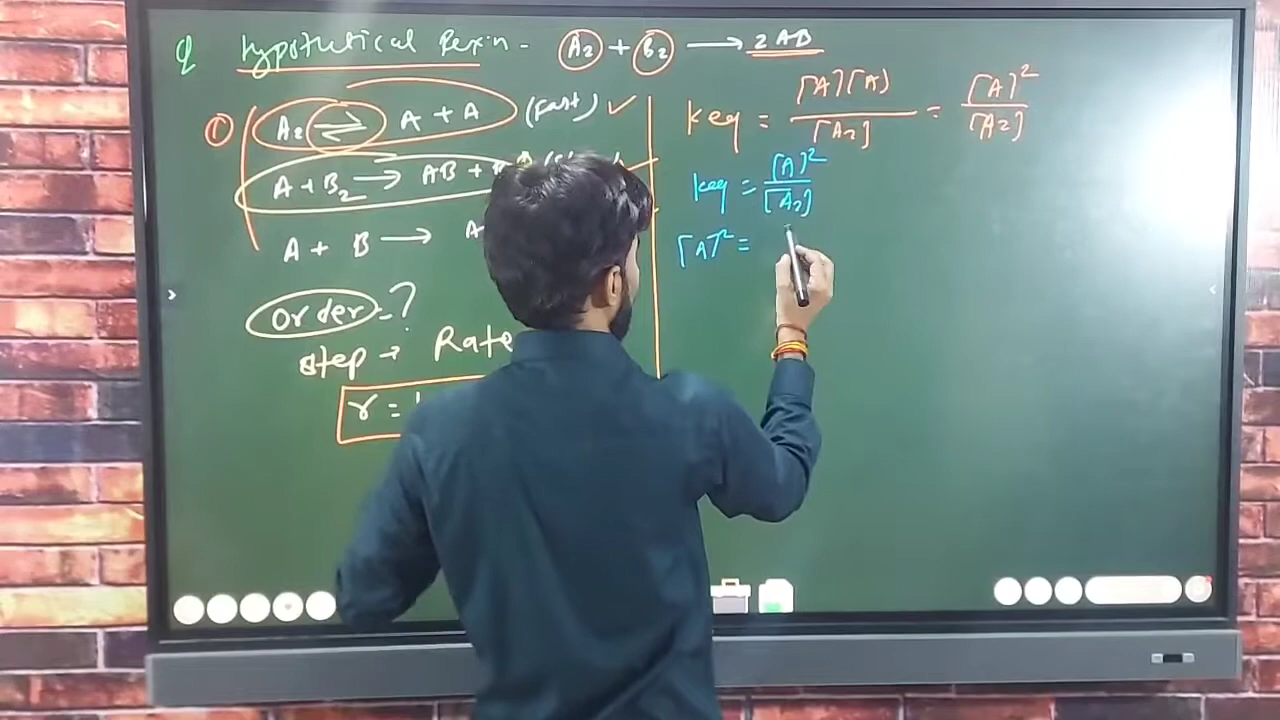 Q Hypothetical Rexn - A₂ + B₂ → 2AB
① A₂ ⇌ A + A (Fast) ✓
A + B₂ → AB +
A + B →
order = ?
step → Rate
r =
Keq = [A][A] / [A₂] = [A]² / [A₂]
Keq = [A]² / [A₂]
[A]² =